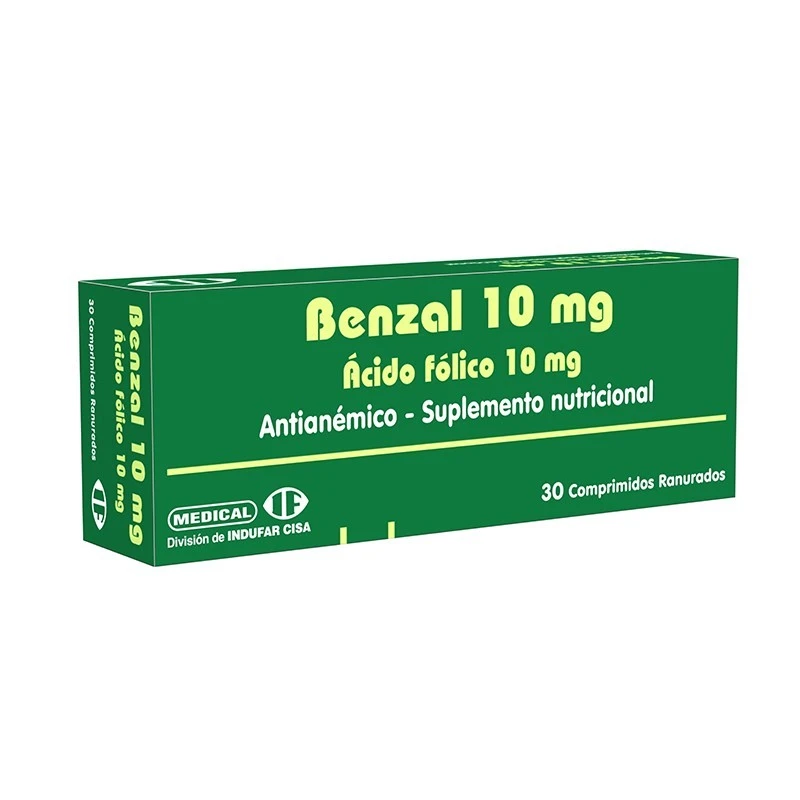 Benzal 10 mg
Ácido fólico 10 mg
Antianémico - Suplemento nutricional
30 Comprimidos Ranurados
MEDICAL
División de INDUFAR CISA
Benzal 10 mg
Ácido fólico 10 mg
30 Comprimidos Ranurados